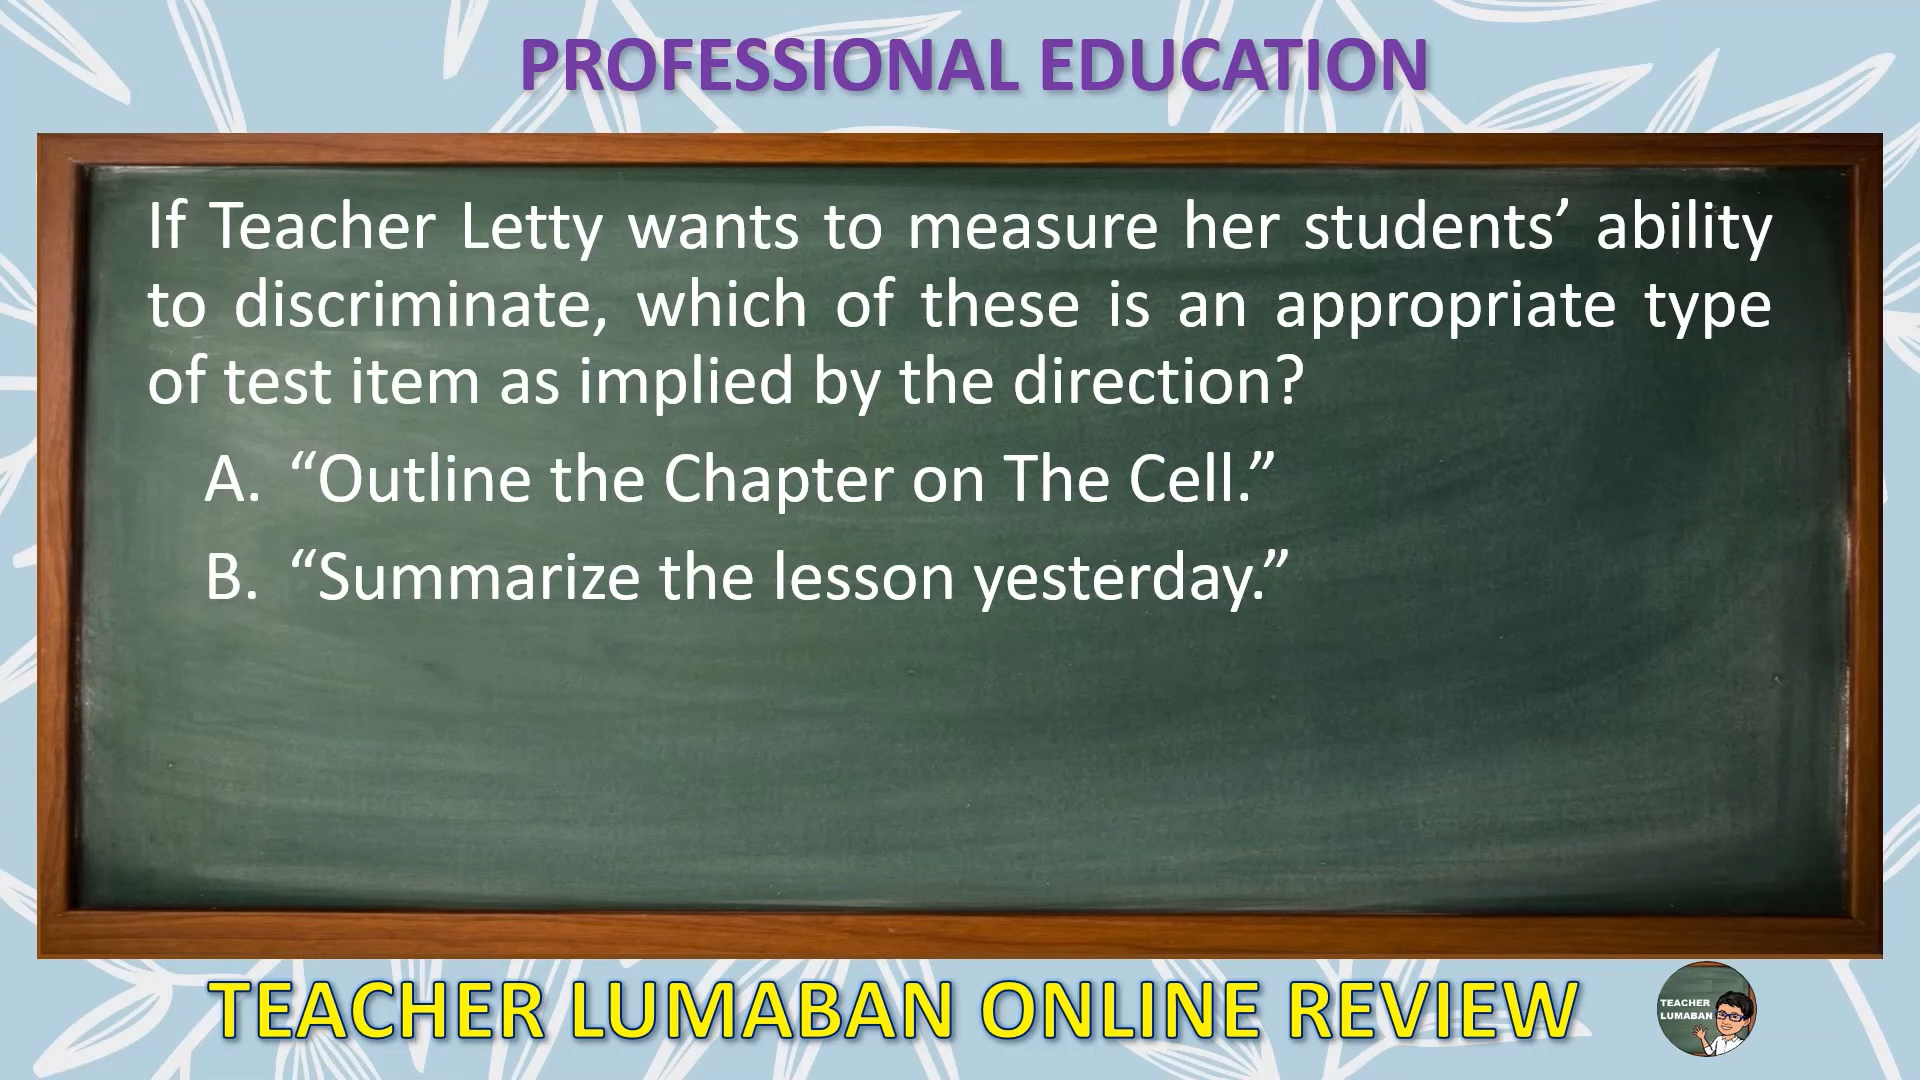 PROFESSIONAL EDUCATION
If Teacher Letty wants to measure her students’ ability
to discriminate, which of these is an appropriate type
of test item as implied by the direction?
A. “Outline the Chapter on The Cell.”
B. “Summarize the lesson yesterday.”
TEACHER LUMABAN ONLINE REVIEW
TEACHER
LUMABAN